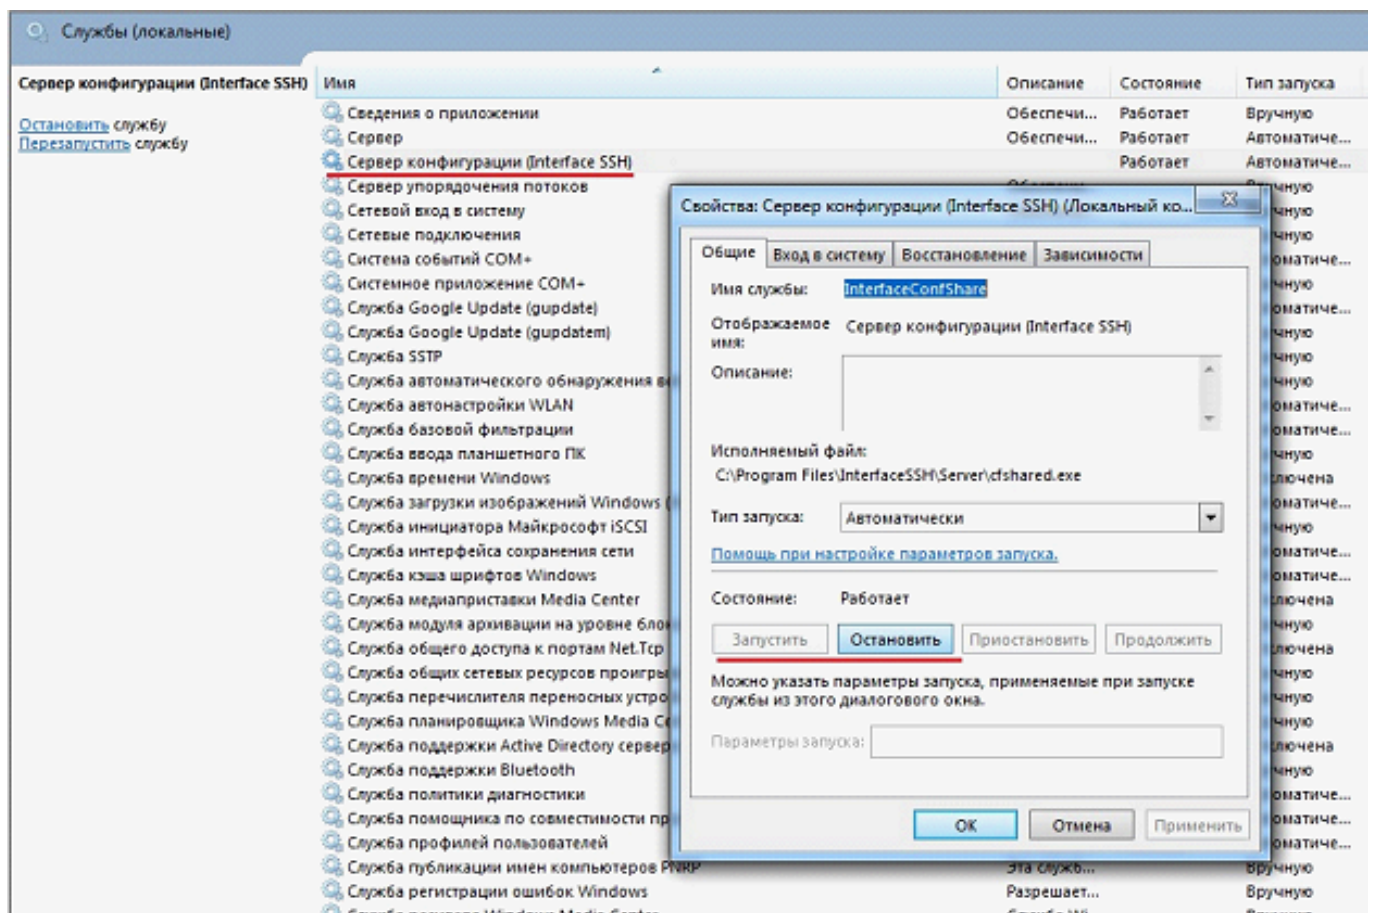 Службы (локальные)
Сервер конфигурации (Interface SSH)
Остановить службу
Перезапустить службу
Имя Описание Состояние Тип запуска
Сведения о приложении Обеспечи... Работает Вручную
Сервер Обеспечи... Работает Автоматиче...
Сервер конфигурации (Interface SSH) Работает Автоматиче...
Сервер упорядочения потоков
Сетевой вход в систему
Сетевые подключения
Система событий COM+
Системное приложение COM+
Служба Google Update (gupdate)
Служба Google Update (gupdatem)
Служба SSTP
Служба автоматического обнаружения
Служба автонастройки WLAN
Служба базовой фильтрации
Служба ввода планшетного ПК
Служба времени Windows
Служба загрузки изображений Windows (
Служба инициатора Майкрософт iSCSI
Служба интерфейса сохранения сети
Служба кэша шрифтов Windows
Служба медиаприставки Media Center
Служба модуля архивации на уровне бло
Служба общего доступа к портам Net.Tcp
Служба общих сетевых ресурсов проигры
Служба перечислителя переносных устро
Служба планировщика Windows Media Ce
Служба поддержки Active Directory сервер
Служба поддержки Bluetooth
Служба политики диагностики
Служба помощника по совместимости пр
Служба профилей пользователей
Служба публикации имен компьютеров PNRP Эта служб... Вручную
Служба регистрации ошибок Windows Разрешает... Вручную
Свойства: Сервер конфигурации (Interface SSH) (Локальный ко...
Общие Вход в систему Восстановление Зависимости
Имя службы: InterfaceConfShare
Отображаемое имя: Сервер конфигурации (Interface SSH)
Описание:
Исполняемый файл:
C:\Program Files\InterfaceSSH\Server\cfshared.exe
Тип запуска: Автоматически
Помощь при настройке параметров запуска.
Состояние: Работает
Запустить Остановить Приостановить Продолжить
Можно указать параметры запуска, применяемые при запуске
службы из этого диалогового окна.
Параметры запуска:
OK Отмена Применить